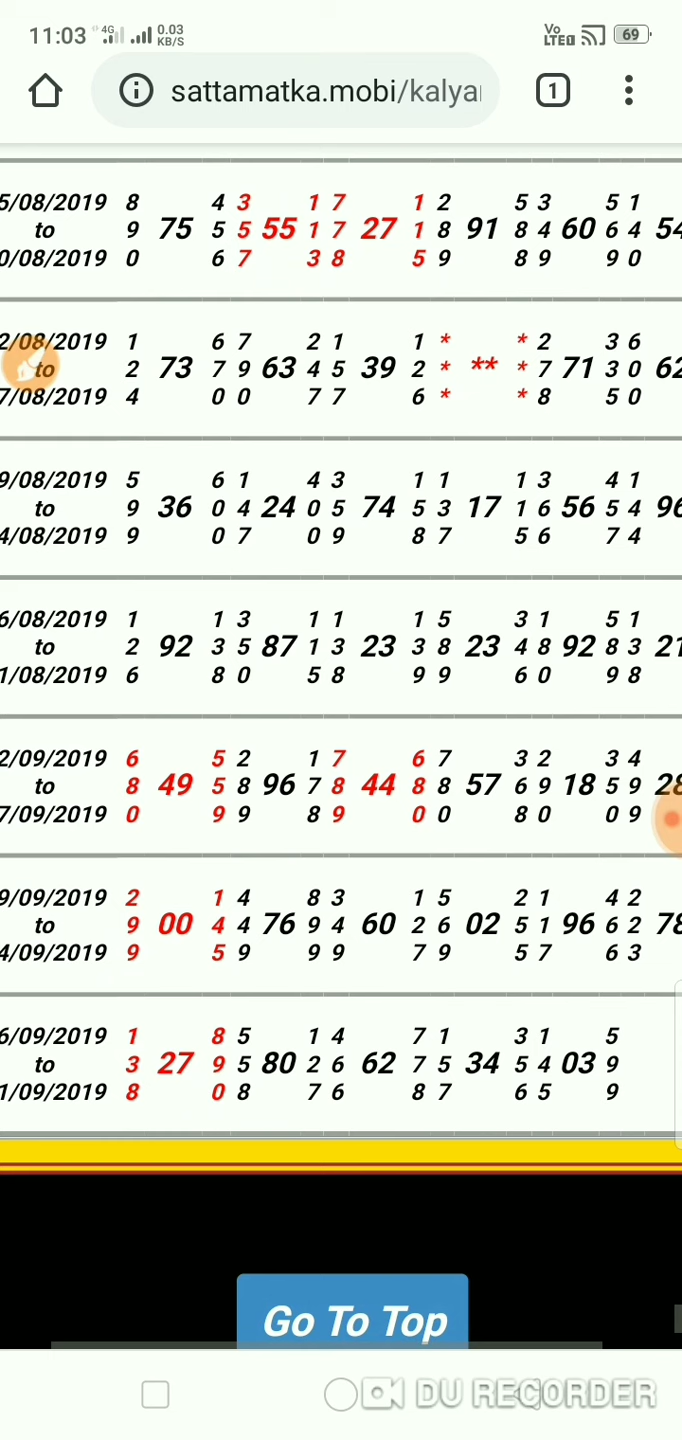 11:03 4G 0.03 KB/S Vo LTE 69
sattamatka.mobi/kalya
5/08/2019 8 4 3 1 7 1 2 5 3 5 1
to 9 75 5 5 55 1 7 27 1 8 91 8 4 60 6 4 54
0/08/2019 0 6 7 3 8 5 9 8 9 9 0
2/08/2019 1 6 7 2 1 1 * * 2 3 6
to 2 73 7 9 63 4 5 39 2 * ** * 7 71 3 0 62
7/08/2019 4 0 0 7 7 6 * * 8 5 0
9/08/2019 5 6 1 4 3 1 1 1 3 4 1
to 9 36 0 4 24 0 5 74 5 3 17 1 6 56 5 4 96
4/08/2019 9 0 7 0 9 8 7 5 6 7 4
6/08/2019 1 1 3 1 1 1 5 3 1 5 1
to 2 92 3 5 87 1 3 23 3 8 23 4 8 92 8 3 21
1/08/2019 6 8 0 5 8 9 9 6 0 9 8
2/09/2019 6 5 2 1 7 6 7 3 2 3 4
to 8 49 5 8 96 7 8 44 8 8 57 6 9 18 5 9 28
7/09/2019 0 9 9 8 9 0 0 8 0 0 9
9/09/2019 2 1 4 8 3 1 5 2 1 4 2
to 9 00 4 4 76 9 4 60 2 6 02 5 1 96 6 2 78
4/09/2019 9 5 9 9 9 7 9 5 7 6 3
6/09/2019 1 8 5 1 4 7 1 3 1 5
to 3 27 9 5 80 2 6 62 7 5 34 5 4 03 9
1/09/2019 8 0 8 7 6 8 7 6 5 9
Go To Top
DU RECORDER